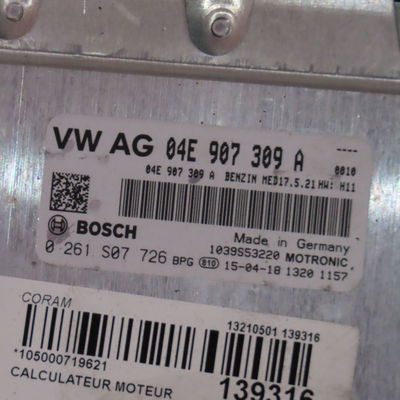 VW AG 04E 907 309 A ----
0010
04E 907 309 A BENZIN MED17.5.21 HW: H11
BOSCH
Made in Germany
1039S53220 MOTRONIC
0 261 S07 726 BPG 610 15-04-18 1320 1157
CORAM
13210501 139316
*105000719621
CALCULATEUR MOTEUR
139316